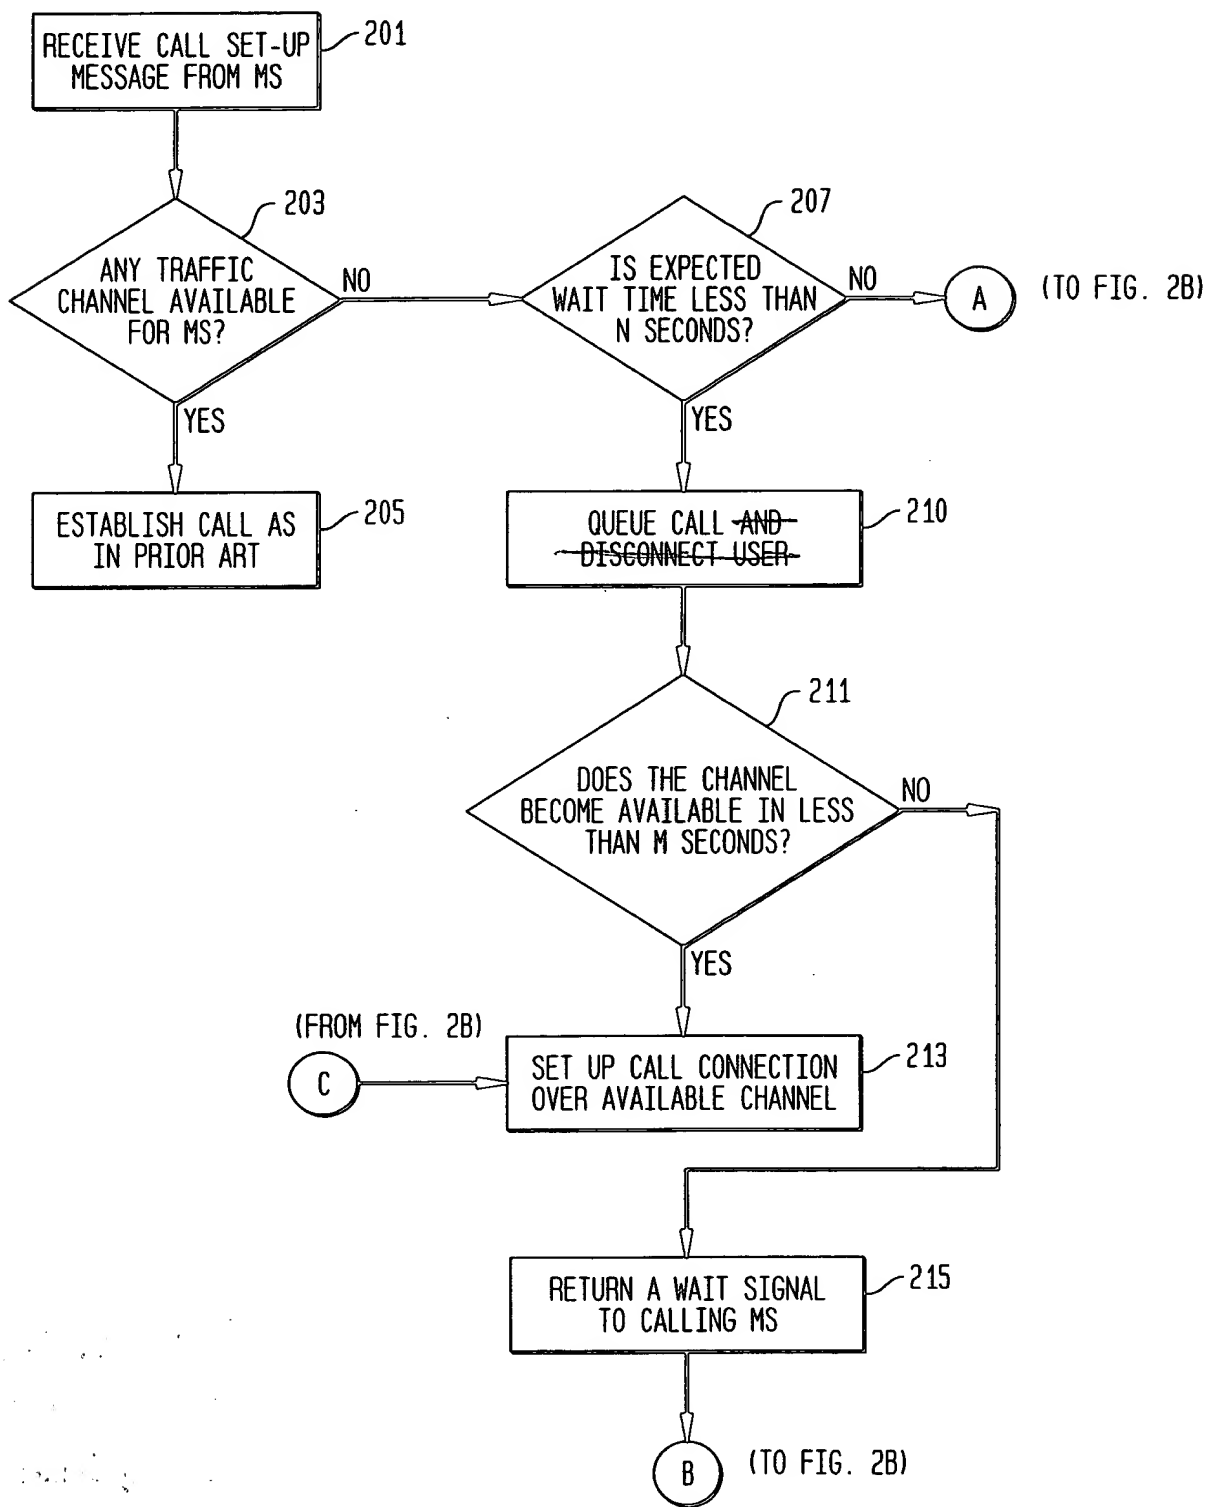 RECEIVE CALL SET-UP
MESSAGE FROM MS
201
203
ANY TRAFFIC
CHANNEL AVAILABLE
FOR MS?
NO
YES
207
IS EXPECTED
WAIT TIME LESS THAN
N SECONDS?
NO
A
(TO FIG. 2B)
YES
ESTABLISH CALL AS
IN PRIOR ART
205
QUEUE CALL AND
DISCONNECT USER
210
211
DOES THE CHANNEL
BECOME AVAILABLE IN LESS
THAN M SECONDS?
NO
YES
(FROM FIG. 2B)
C
SET UP CALL CONNECTION
OVER AVAILABLE CHANNEL
213
RETURN A WAIT SIGNAL
TO CALLING MS
215
B
(TO FIG. 2B)